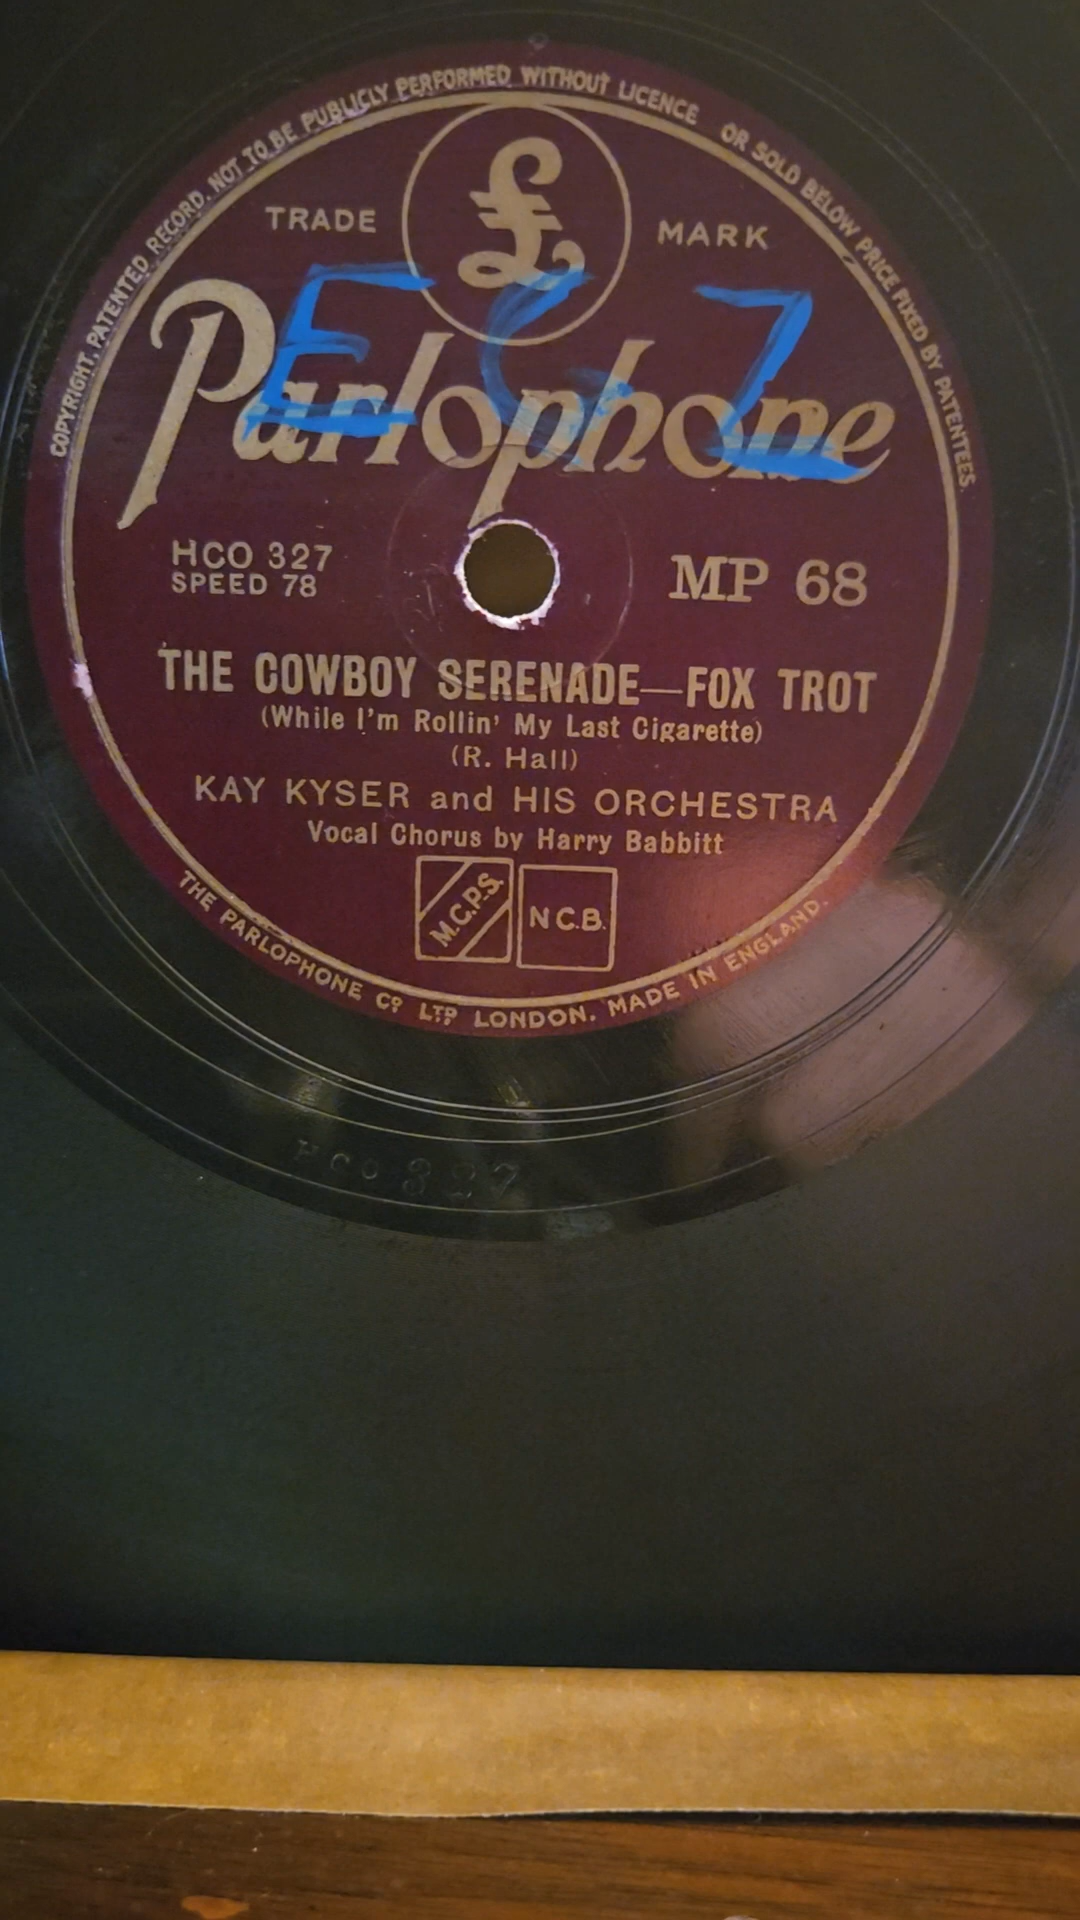 COPYRIGHT, PATENTED RECORD. NOT TO BE PUBLICLY PERFORMED WITHOUT LICENCE OR SOLD BELOW PRICE FIXED BY PATENTEES.
£
TRADE MARK
Parlophone
HCO 327
SPEED 78
MP 68
THE COWBOY SERENADE—FOX TROT
(While I'm Rollin' My Last Cigarette)
(R. Hall)
KAY KYSER and HIS ORCHESTRA
Vocal Chorus by Harry Babbitt
M.C.P.S. N C.B.
THE PARLOPHONE Cº LTD LONDON. MADE IN ENGLAND.
HCO 327